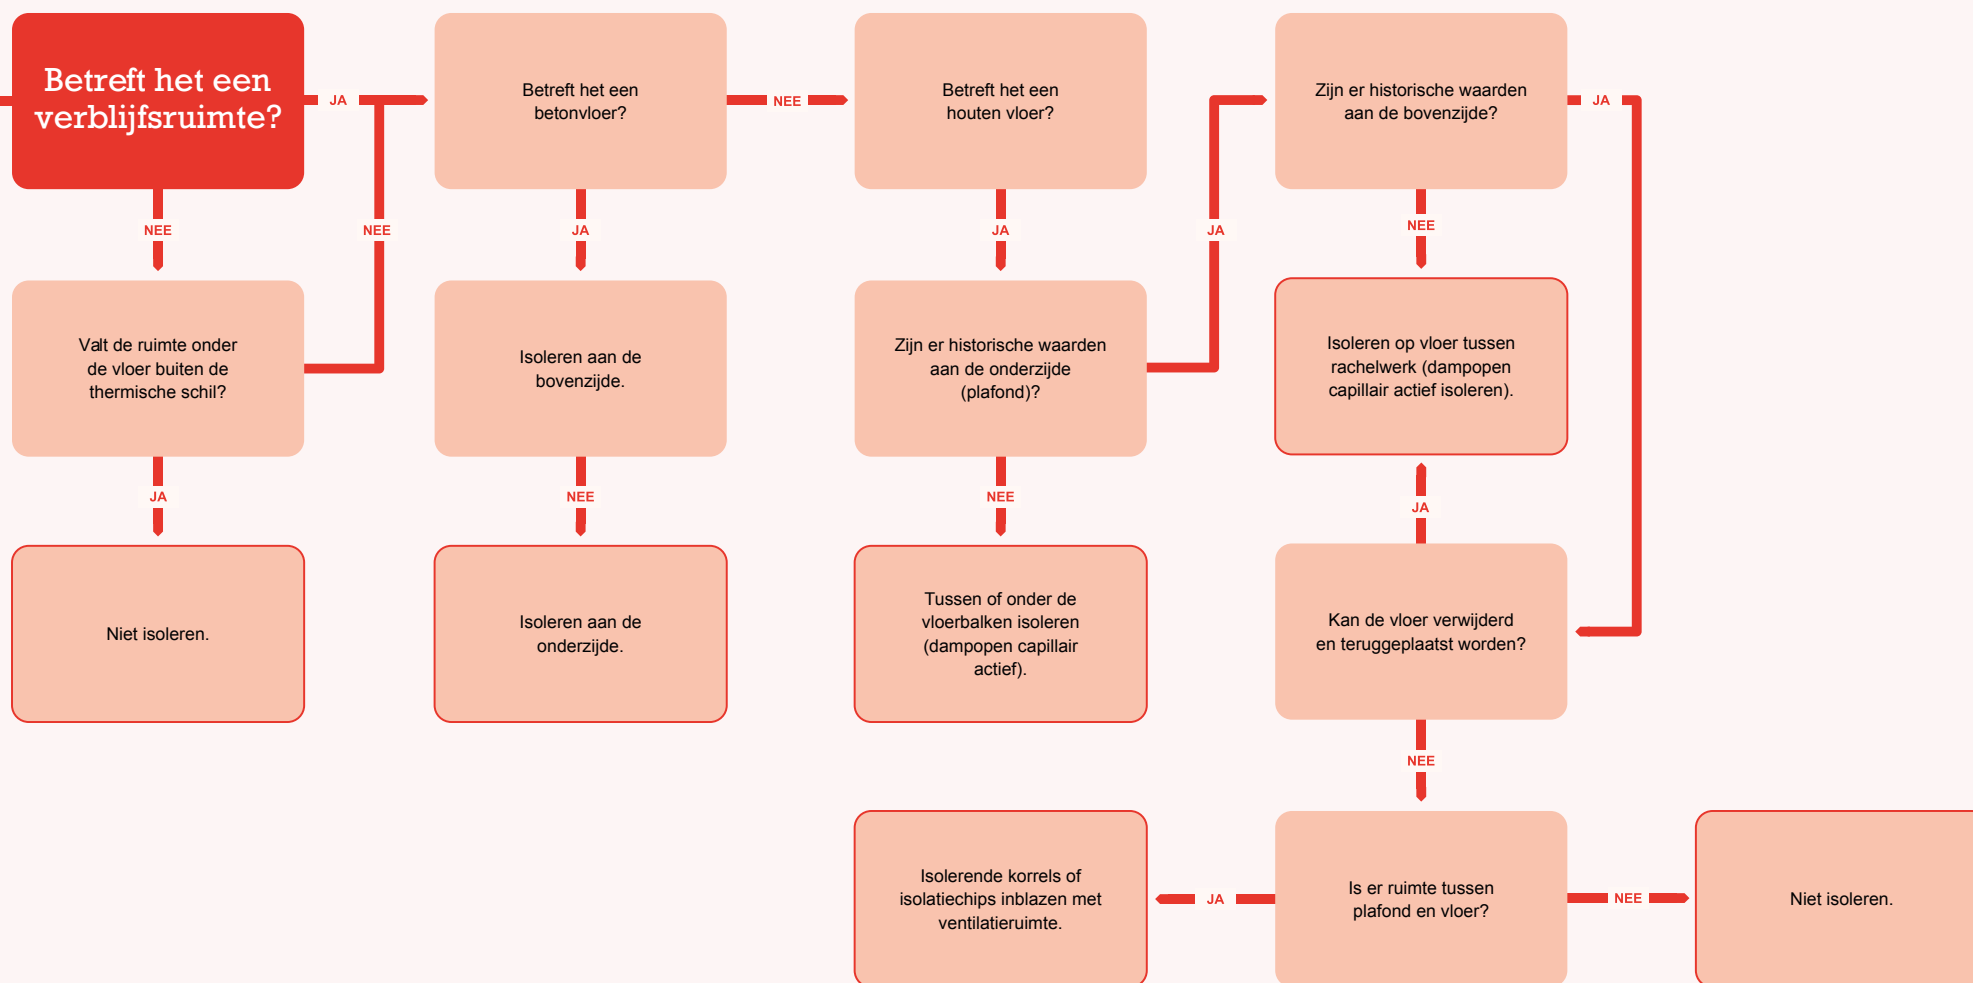 Betreft het een
verblijfsruimte?
JA
Betreft het een
betonvloer?
NEE
Betreft het een
houten vloer?
Zijn er historische waarden
aan de bovenzijde?
JA
NEE
NEE
JA
JA
JA
NEE
Valt de ruimte onder
de vloer buiten de
thermische schil?
Isoleren aan de
bovenzijde.
Zijn er historische waarden
aan de onderzijde
(plafond)?
Isoleren op vloer tussen
rachelwerk (dampopen
capillair actief isoleren).
JA
NEE
NEE
JA
Niet isoleren.
Isoleren aan de
onderzijde.
Tussen of onder de
vloerbalken isoleren
(dampopen capillair
actief).
Kan de vloer verwijderd
en teruggeplaatst worden?
NEE
Isolerende korrels of
isolatiechips inblazen met
ventilatieruimte.
JA
Is er ruimte tussen
plafond en vloer?
NEE
Niet isoleren.